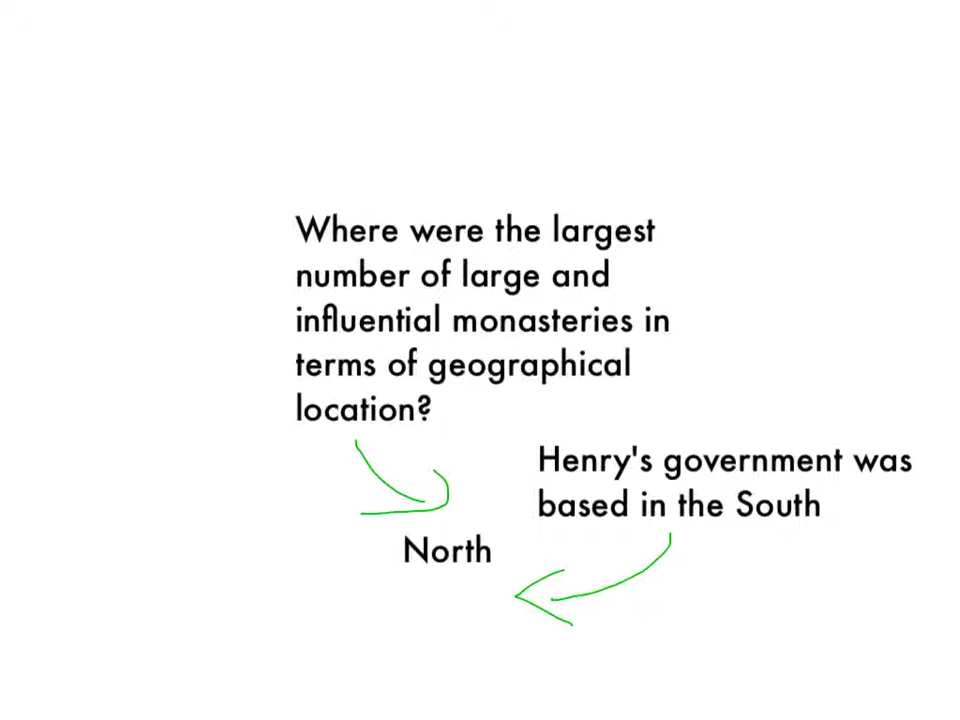 Where were the largest
number of large and
influential monasteries in
terms of geographical
location?
Henry's government was
based in the South
North